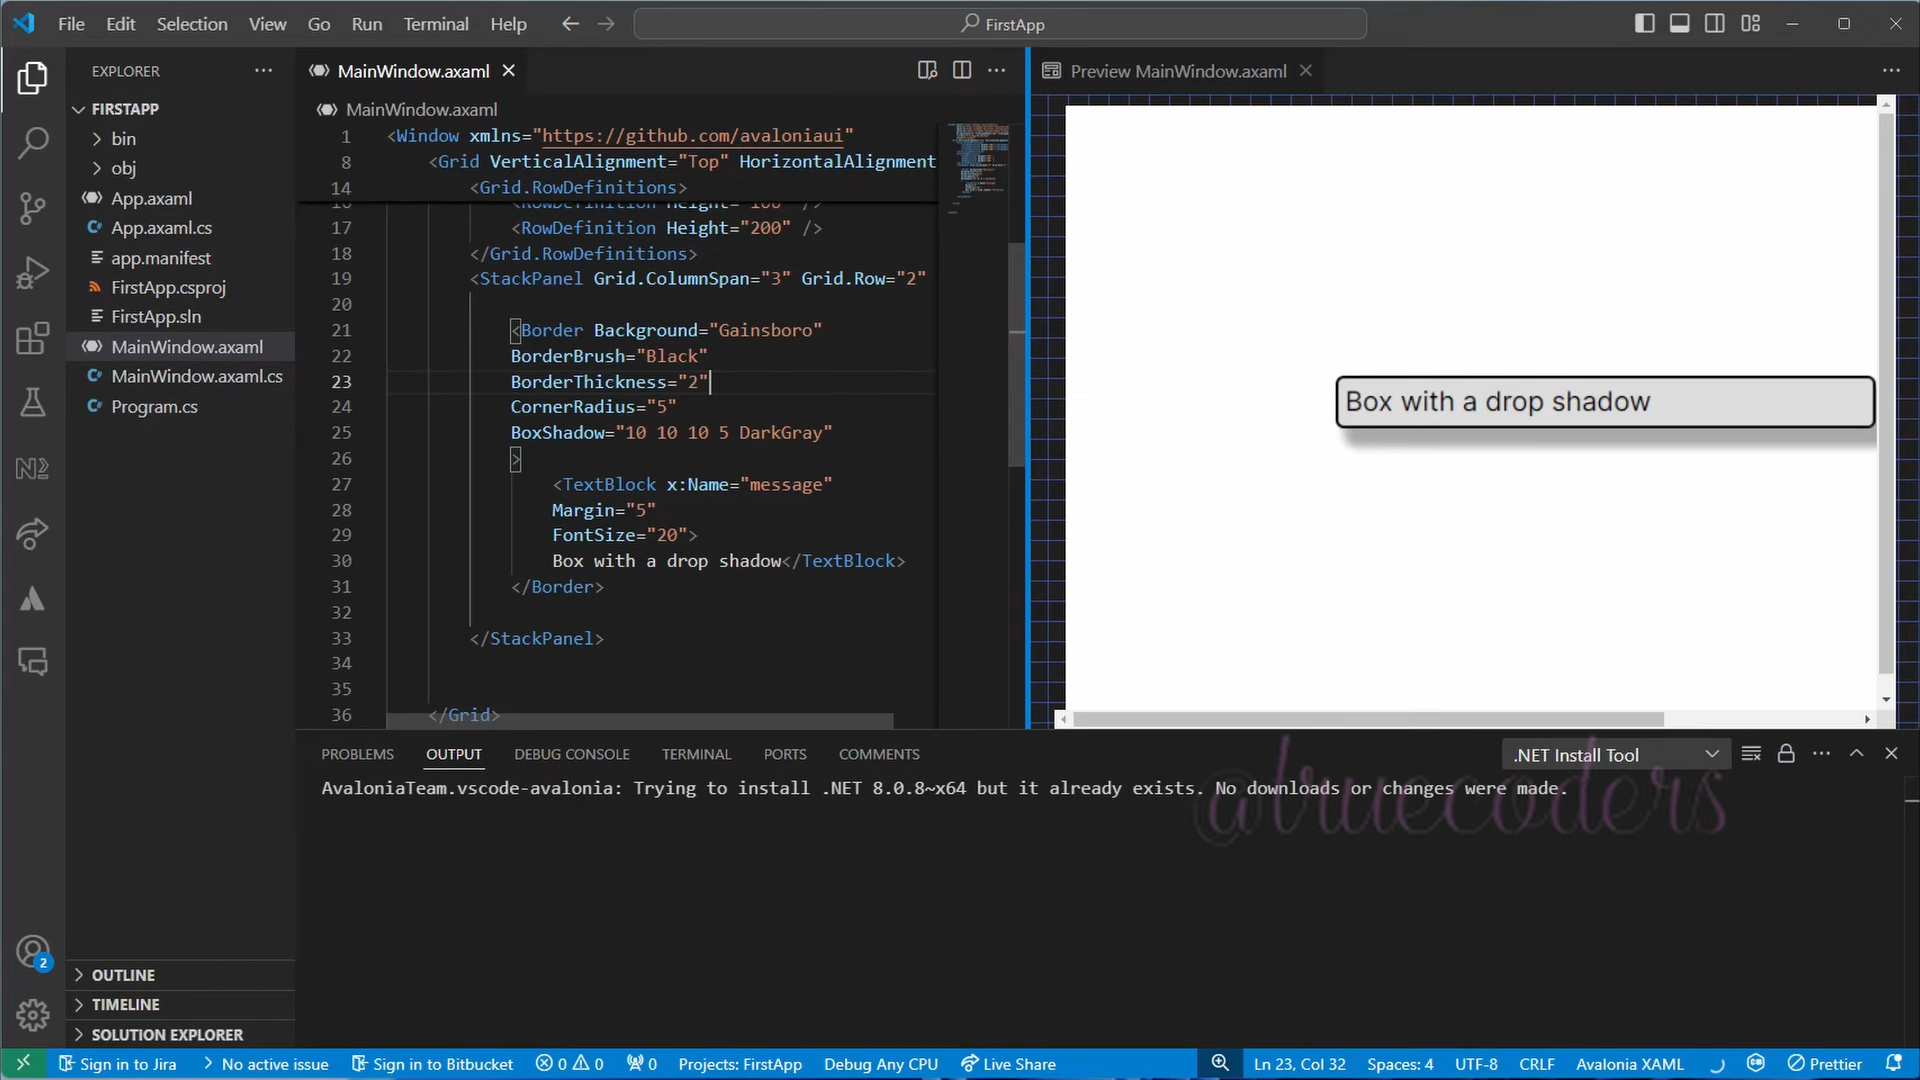 File Edit Selection View Go Run Terminal Help
FirstApp
EXPLORER
FIRSTAPP
bin
obj
App.axaml
App.axaml.cs
app.manifest
FirstApp.csproj
FirstApp.sln
MainWindow.axaml
MainWindow.axaml.cs
Program.cs
OUTLINE
TIMELINE
SOLUTION EXPLORER
2
MainWindow.axaml
MainWindow.axaml
1 <Window xmlns="https://github.com/avaloniaui"
8 <Grid VerticalAlignment="Top" HorizontalAlignment
14 <Grid.RowDefinitions>
16 <RowDefinition Height="100" />
17 <RowDefinition Height="200" />
18 </Grid.RowDefinitions>
19 <StackPanel Grid.ColumnSpan="3" Grid.Row="2"
20
21 <Border Background="Gainsboro"
22 BorderBrush="Black"
23 BorderThickness="2"
24 CornerRadius="5"
25 BoxShadow="10 10 10 5 DarkGray"
26 >
27 <TextBlock x:Name="message"
28 Margin="5"
29 FontSize="20">
30 Box with a drop shadow</TextBlock>
31 </Border>
32
33 </StackPanel>
34
35
36 </Grid>
Preview MainWindow.axaml
Box with a drop shadow
PROBLEMS OUTPUT DEBUG CONSOLE TERMINAL PORTS COMMENTS
.NET Install Tool
AvaloniaTeam.vscode-avalonia: Trying to install .NET 8.0.8~x64 but it already exists. No downloads or changes were made.
@truecoders
Sign in to Jira No active issue Sign in to Bitbucket 0 0 0 Projects: FirstApp Debug Any CPU Live Share Ln 23, Col 32 Spaces: 4 UTF-8 CRLF Avalonia XAML Prettier